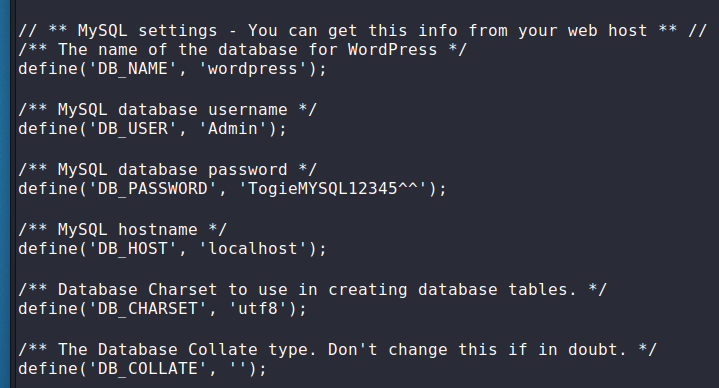 // ** MySQL settings - You can get this info from your web host ** //
/** The name of the database for WordPress */
define('DB_NAME', 'wordpress');
/** MySQL database username */
define('DB_USER', 'Admin');
/** MySQL database password */
define('DB_PASSWORD', 'TogieMYSQL12345^^');
/** MySQL hostname */
define('DB_HOST', 'localhost');
/** Database Charset to use in creating database tables. */
define('DB_CHARSET', 'utf8');
/** The Database Collate type. Don't change this if in doubt. */
define('DB_COLLATE', '');